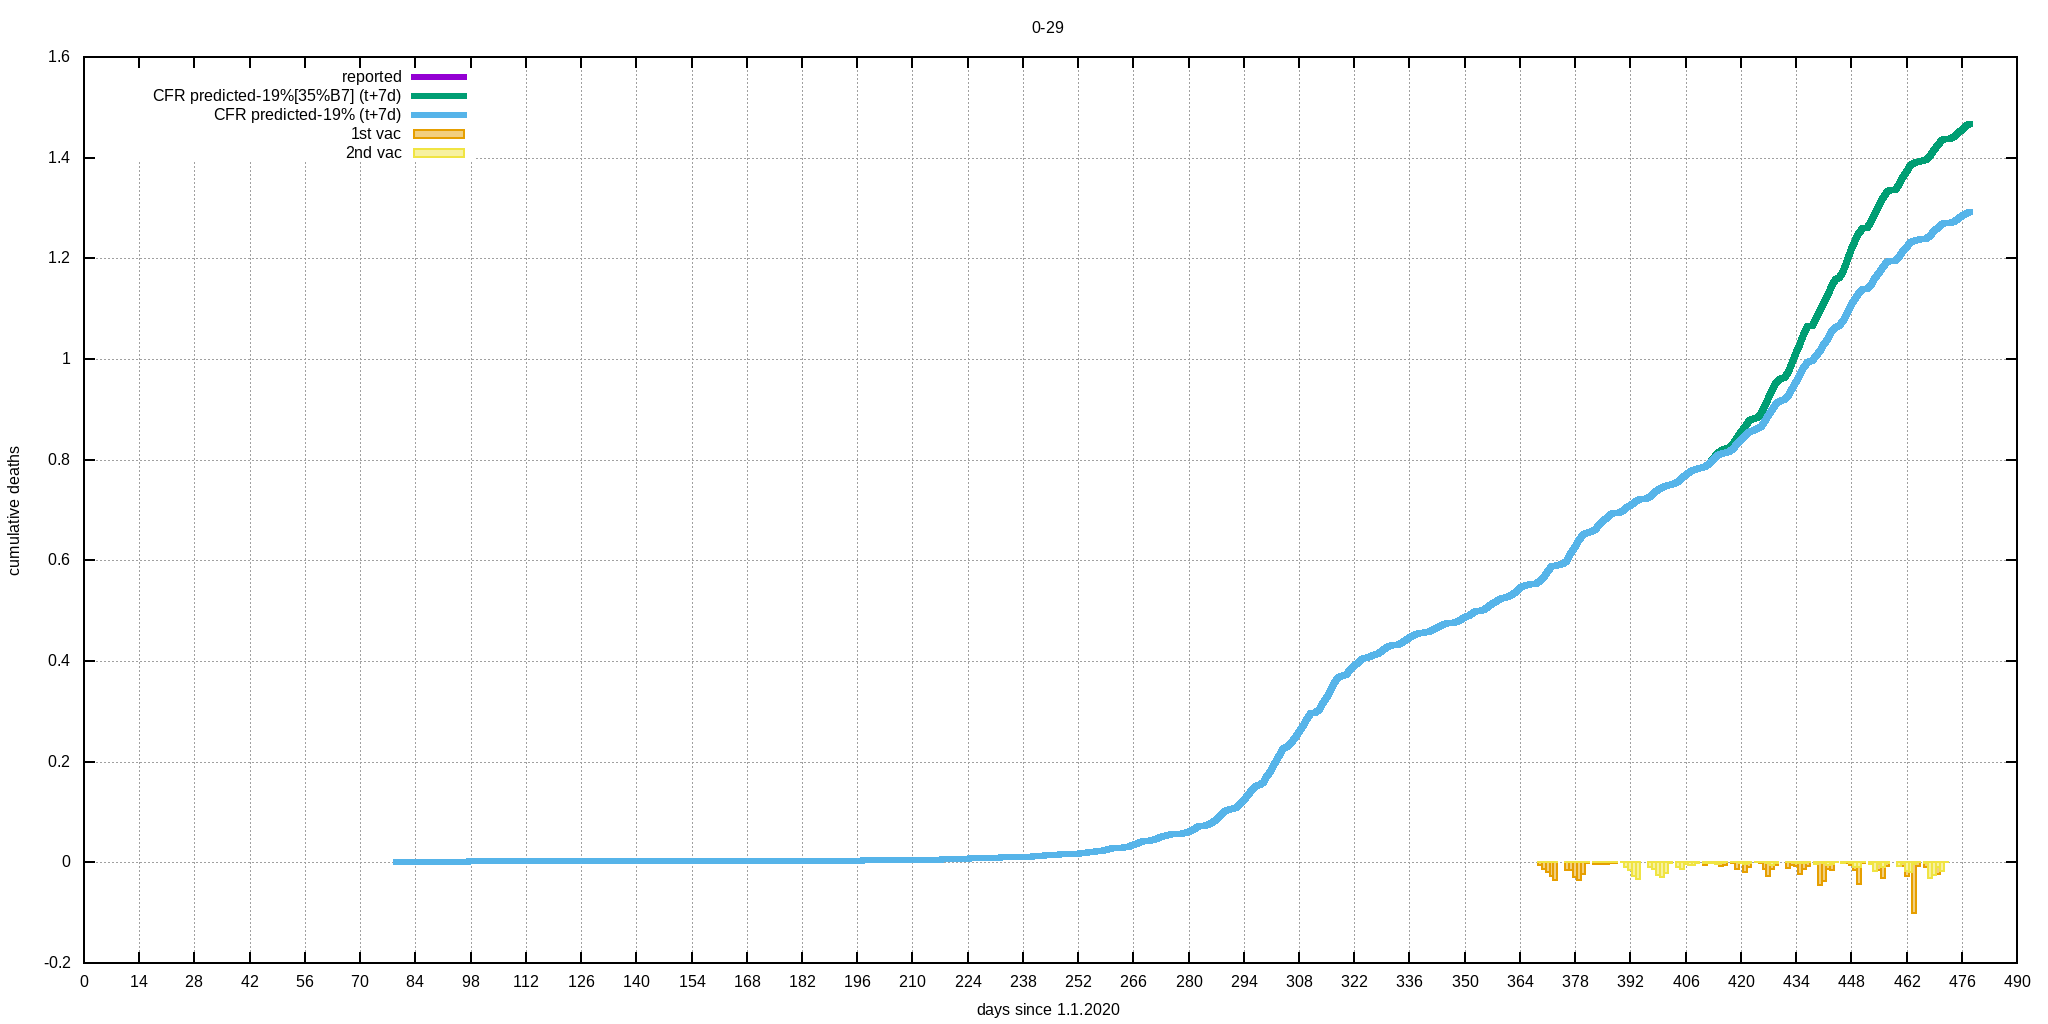 0-29
1.6
1.4
1.2
1
0.8
0.6
0.4
0.2
0
-0.2
cumulative deaths
reported
CFR predicted-19%[35%B7] (t+7d)
CFR predicted-19% (t+7d)
1st vac
2nd vac
0 14 28 42 56 70 84 98 112 126 140 154 168 182 196 210 224 238 252 266 280 294 308 322 336 350 364 378 392 406 420 434 448 462 476 490
days since 1.1.2020